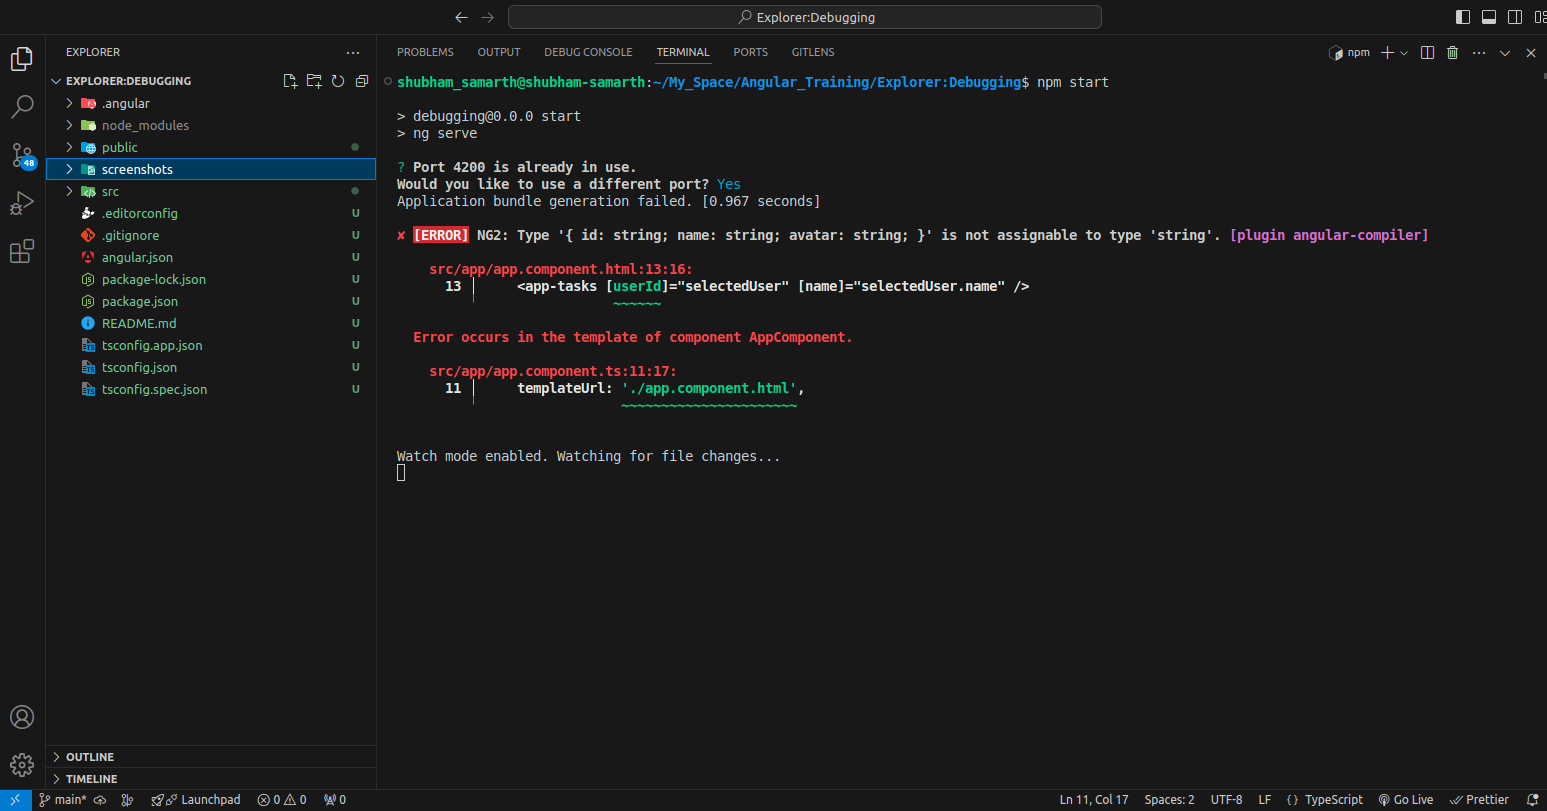 Explorer:Debugging
EXPLORER
EXPLORER:DEBUGGING
.angular
node_modules
public
screenshots
src
.editorconfig U
.gitignore U
angular.json U
package-lock.json U
package.json U
README.md U
tsconfig.app.json U
tsconfig.json U
tsconfig.spec.json U
48
OUTLINE
TIMELINE
PROBLEMS OUTPUT DEBUG CONSOLE TERMINAL PORTS GITLENS
npm
shubham_samarth@shubham-samarth:~/My_Space/Angular_Training/Explorer:Debugging$ npm start
> debugging@0.0.0 start
> ng serve
? Port 4200 is already in use.
Would you like to use a different port? Yes
Application bundle generation failed. [0.967 seconds]
✘ [ERROR] NG2: Type '{ id: string; name: string; avatar: string; }' is not assignable to type 'string'. [plugin angular-compiler]
src/app/app.component.html:13:16:
13 │ <app-tasks [userId]="selectedUser" [name]="selectedUser.name" />
~~~~~~
Error occurs in the template of component AppComponent.
src/app/app.component.ts:11:17:
11 │ templateUrl: './app.component.html',
~~~~~~~~~~~~~~~~~~~~~~
Watch mode enabled. Watching for file changes...
main* Launchpad 0 0 0 Ln 11, Col 17 Spaces: 2 UTF-8 LF {} TypeScript Go Live Prettier